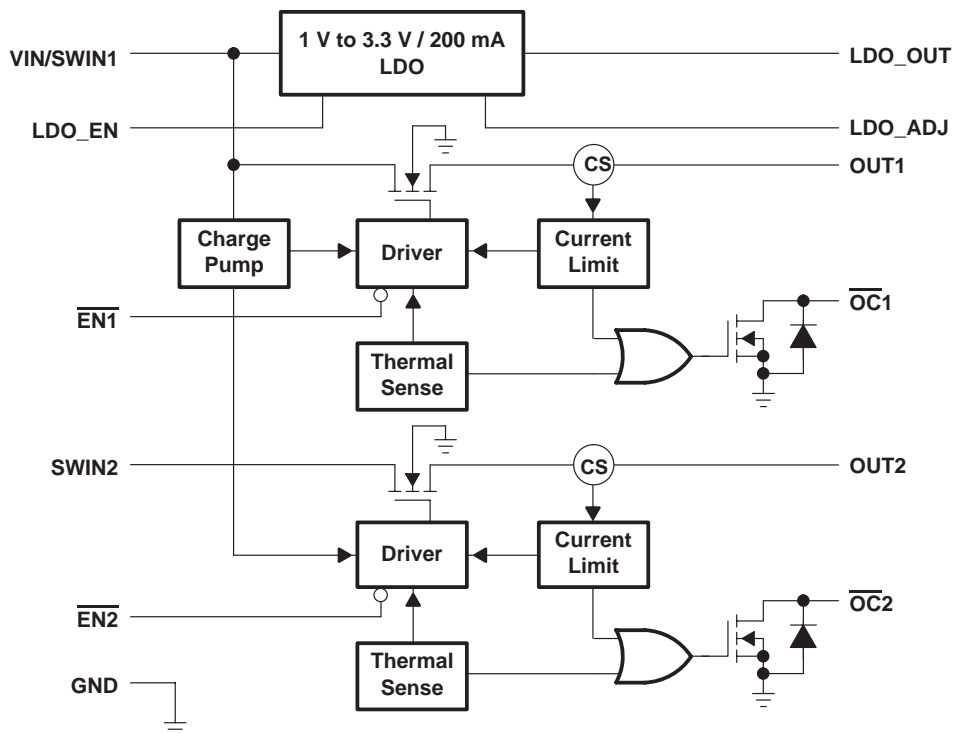 1 V to 3.3 V / 200 mA
LDO
VIN/SWIN1
LDO_OUT
LDO_EN
LDO_ADJ
CS
OUT1
Charge
Pump
Driver
Current
Limit
EN1
OC1
Thermal
Sense
SWIN2
CS
OUT2
Driver
Current
Limit
EN2
OC2
Thermal
Sense
GND